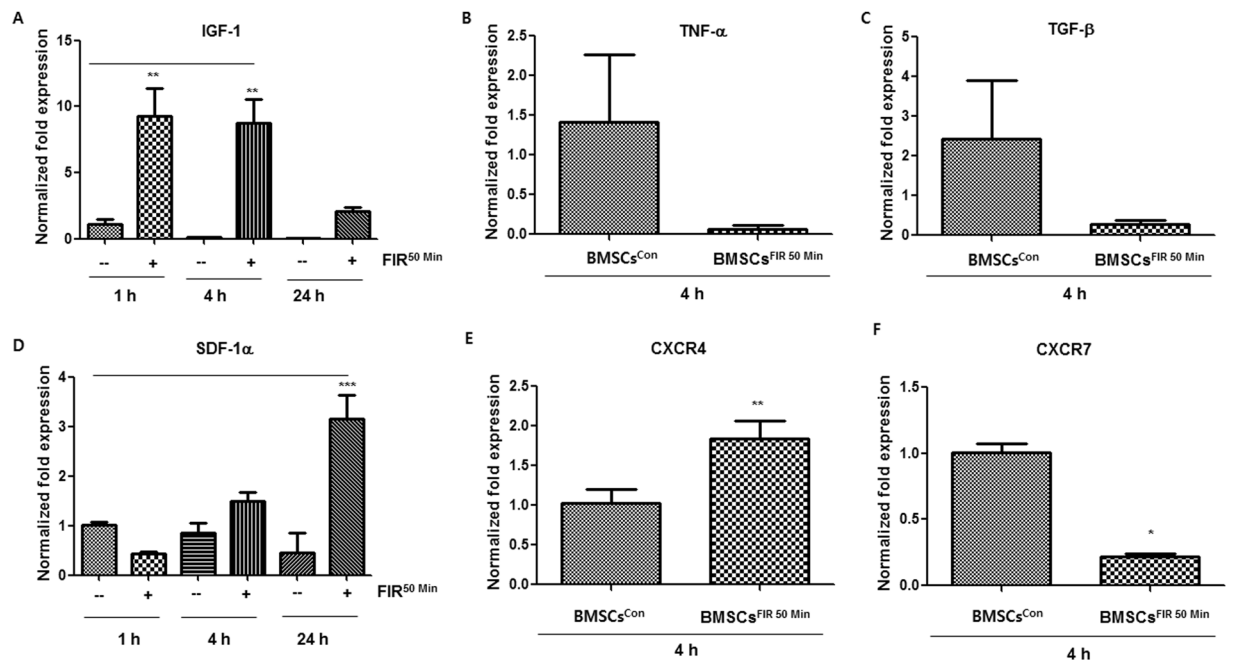 A
IGF-1
Normalized fold expression
15
10
5
0
**
**
-- + -- + -- + FIR50 Min
1 h 4 h 24 h
B
TNF-α
Normalized fold expression
2.5
2.0
1.5
1.0
0.5
0.0
BMSCsCon BMSCsFIR 50 Min
4 h
C
TGF-β
Normalized fold expression
5
4
3
2
1
0
BMSCsCon BMSCsFIR 50 Min
4 h
D
SDF-1α
Normalized fold expression
4
3
2
1
0
***
-- + -- + -- + FIR50 Min
1 h 4 h 24 h
E
CXCR4
Normalized fold expression
2.5
2.0
1.5
1.0
0.5
0.0
**
BMSCsCon BMSCsFIR 50 Min
4 h
F
CXCR7
Normalized fold expression
1.5
1.0
0.5
0.0
*
BMSCsCon BMSCsFIR 50 Min
4 h